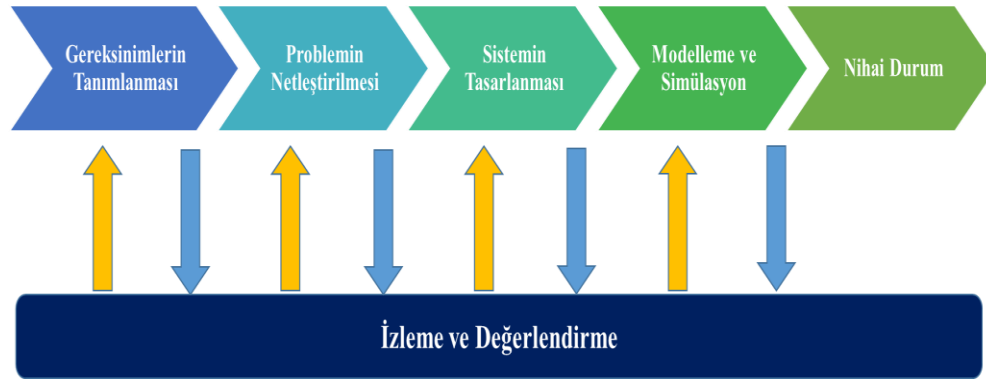 Gereksinimlerin
Tanımlanması
Problemin
Netleştirilmesi
Sistemin
Tasarlanması
Modelleme ve
Simülasyon
Nihai Durum
İzleme ve Değerlendirme